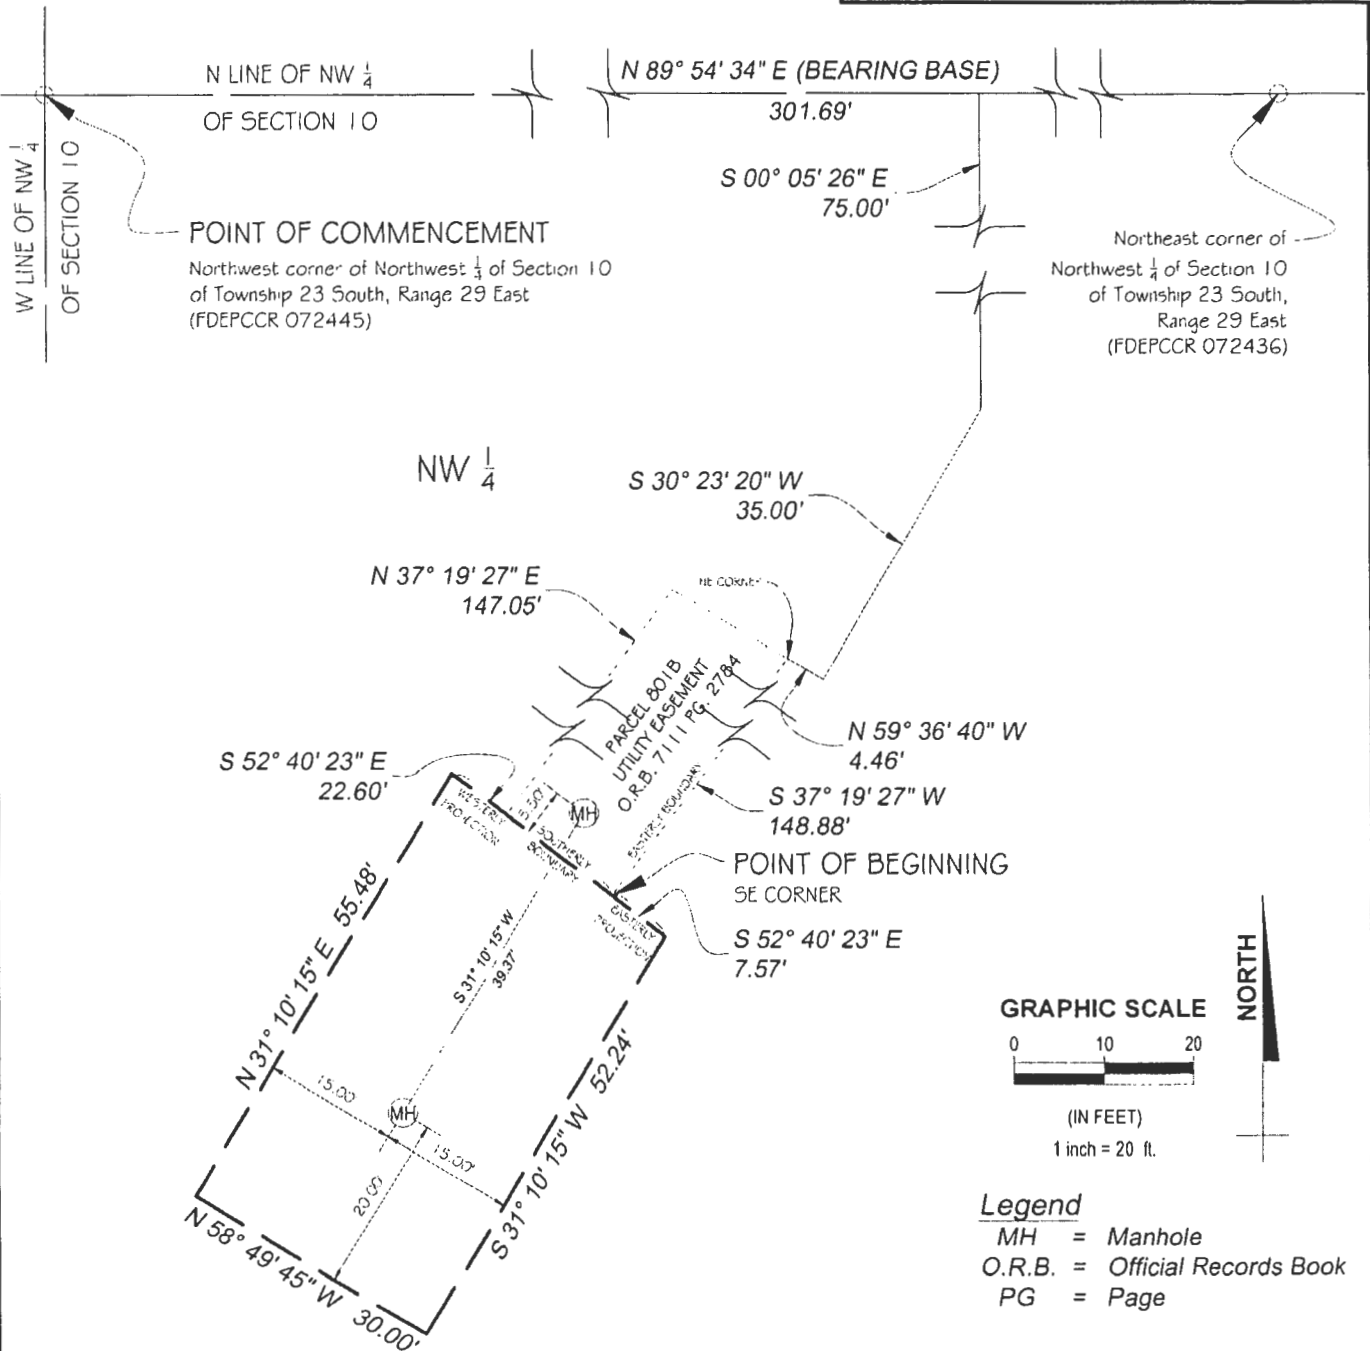 N LINE OF NW 1/4
OF SECTION 10
N 89° 54' 34" E (BEARING BASE)
301.69'
W LINE OF NW 1/4
OF SECTION 10
S 00° 05' 26" E
75.00'
POINT OF COMMENCEMENT
Northwest corner of Northwest 1/4 of Section 10
of Township 23 South, Range 29 East
(FDEPCCR 072445)
Northeast corner of
Northwest 1/4 of Section 10
of Township 23 South,
Range 29 East
(FDEPCCR 072436)
NW 1/4
S 30° 23' 20" W
35.00'
N 37° 19' 27" E
147.05'
NE CORNER
PARCEL 801B
UTILITY EASEMENT
O.R.B. 7111 PG. 2784
N 59° 36' 40" W
4.46'
S 52° 40' 23" E
22.60'
WESTERLY
PROJECTION
MH
SOUTHERLY
BOUNDARY
EASTERLY BOUNDARY
S 37° 19' 27" W
148.88'
POINT OF BEGINNING
SE CORNER
EASTERLY
PROJECTION
S 52° 40' 23" E
7.57'
N 31° 10' 15" E 55.48'
S 31° 10' 15" W
39.37'
S 31° 10' 15" W 52.24'
15.00'
MH
15.00'
20.00'
N 58° 49' 45" W 30.00'
GRAPHIC SCALE
0 10 20
(IN FEET)
1 inch = 20 ft.
NORTH
Legend
MH = Manhole
O.R.B. = Official Records Book
PG = Page